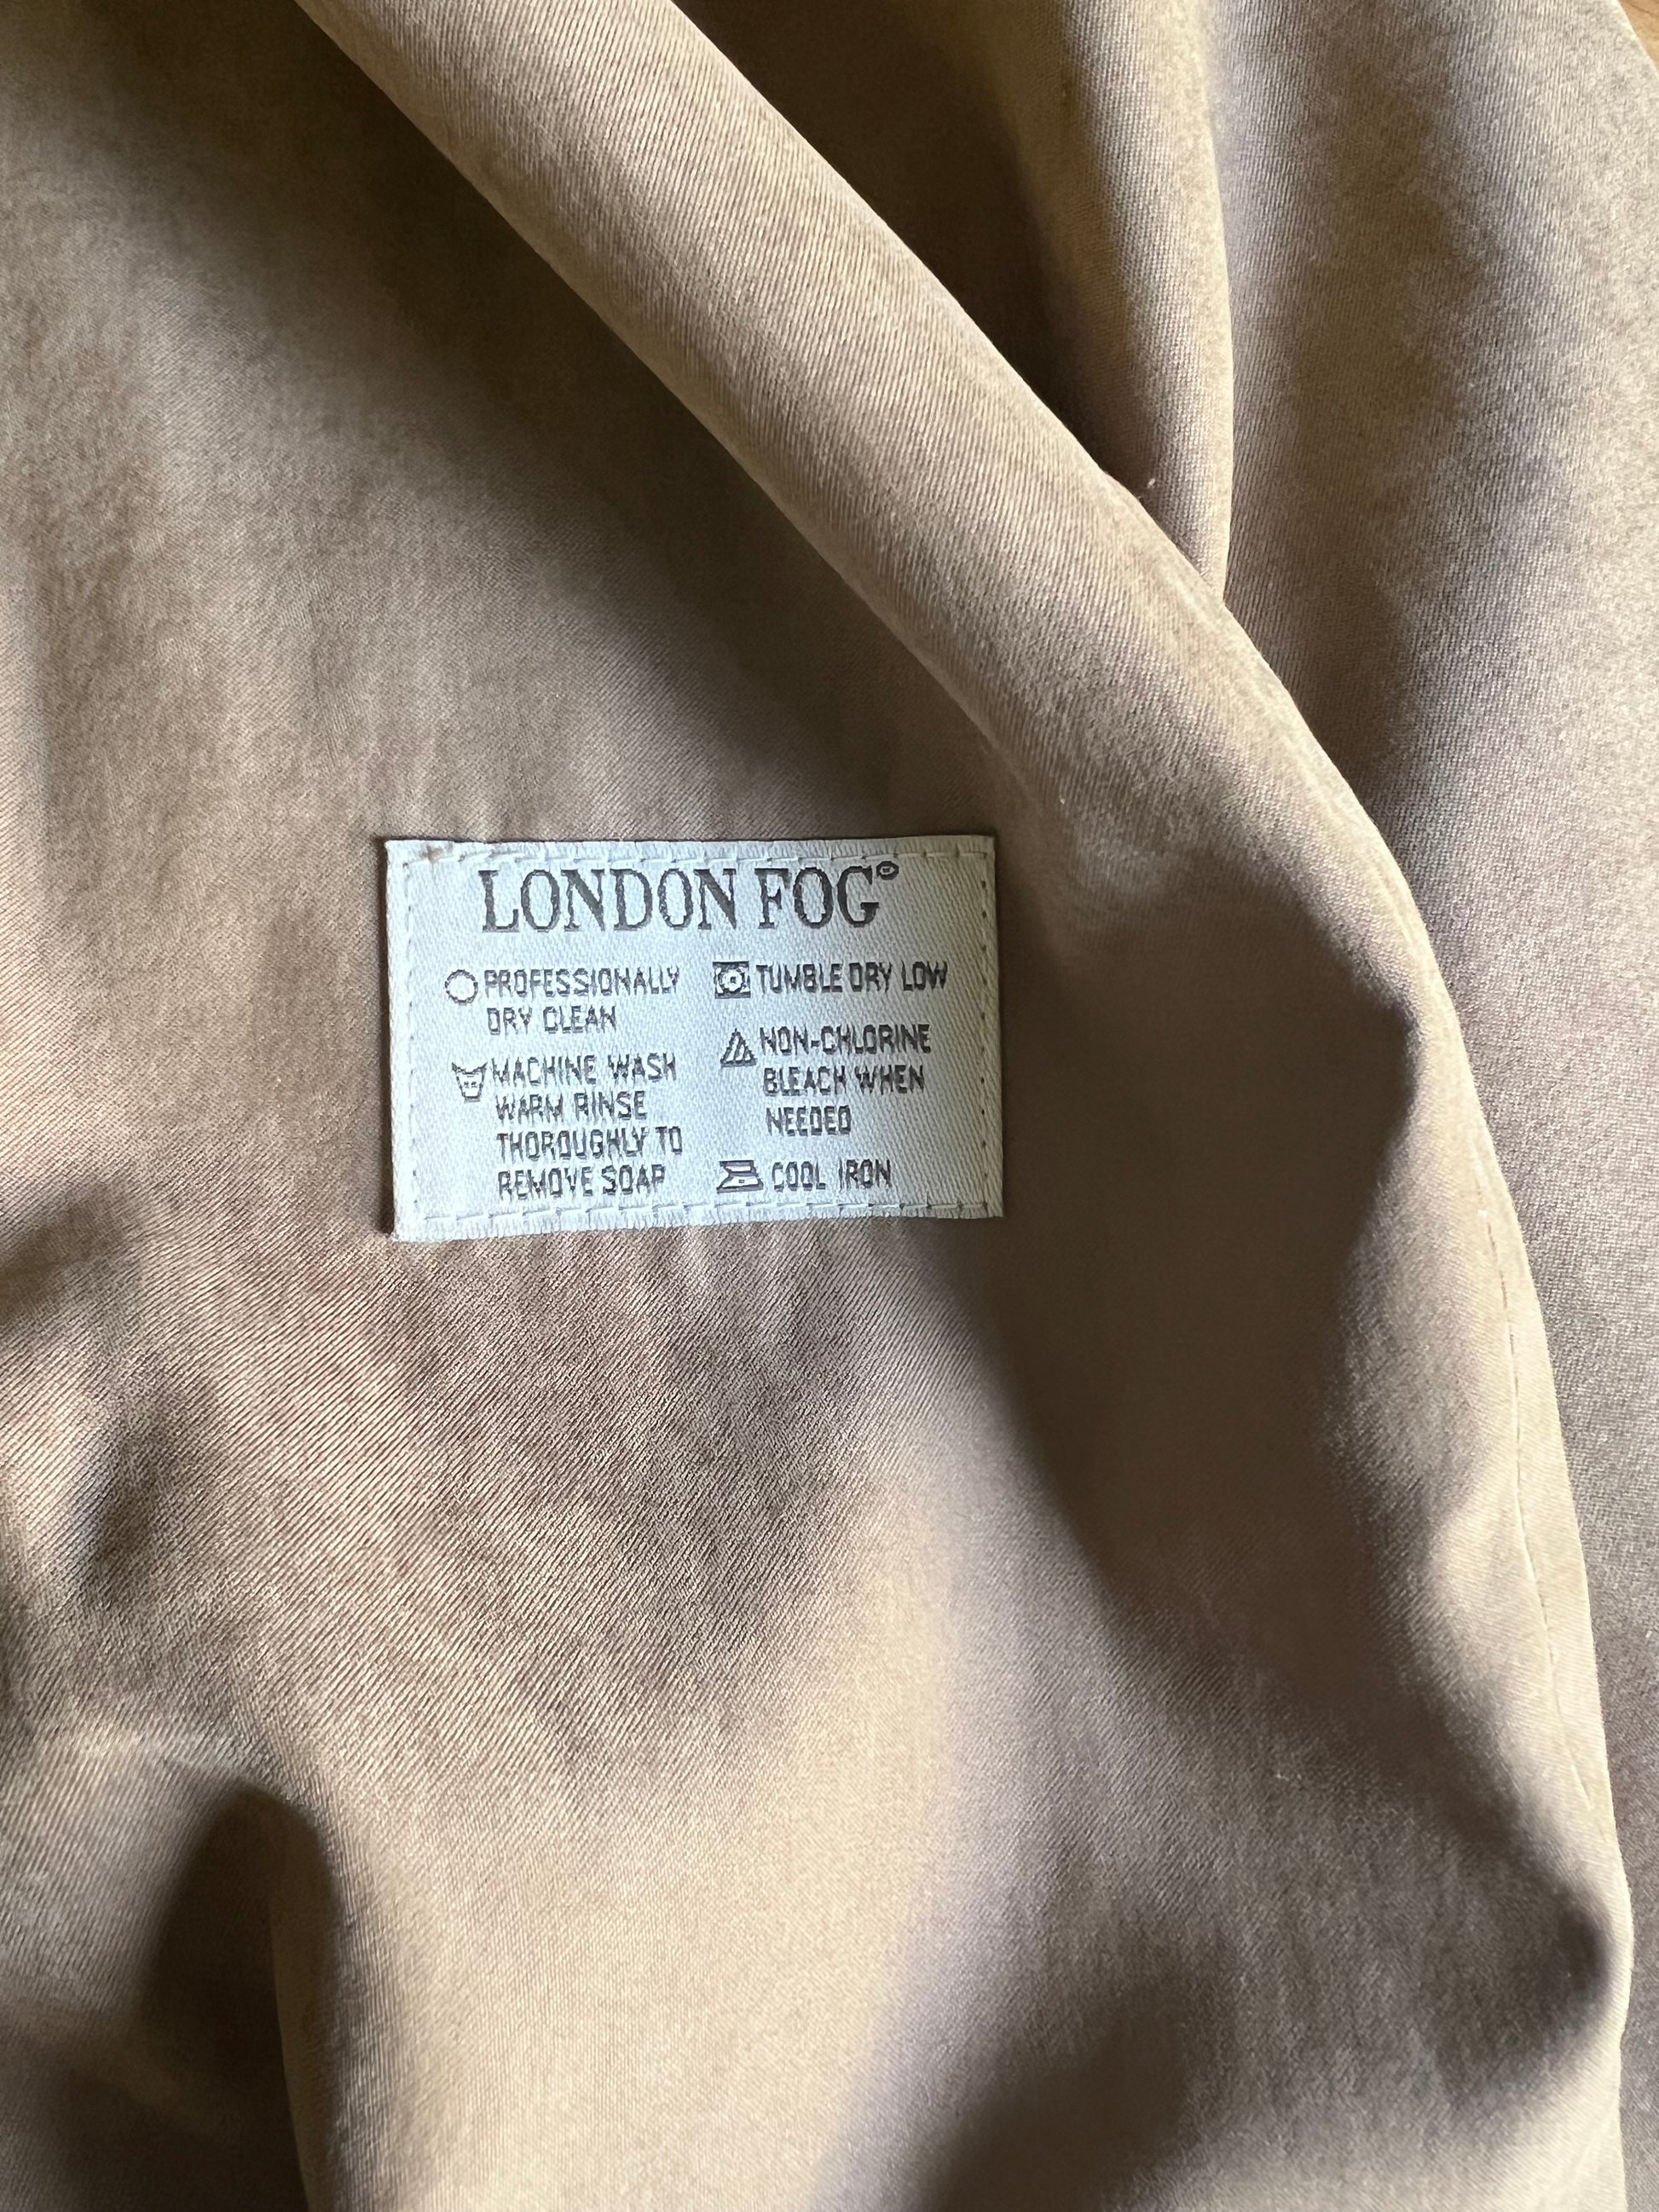 LONDON FOG®
PROFESSIONALLY
DRY CLEAN
MACHINE WASH
WARM RINSE
THOROUGHLY TO
REMOVE SOAP
TUMBLE DRY LOW
NON-CHLORINE
BLEACH WHEN
NEEDED
COOL IRON